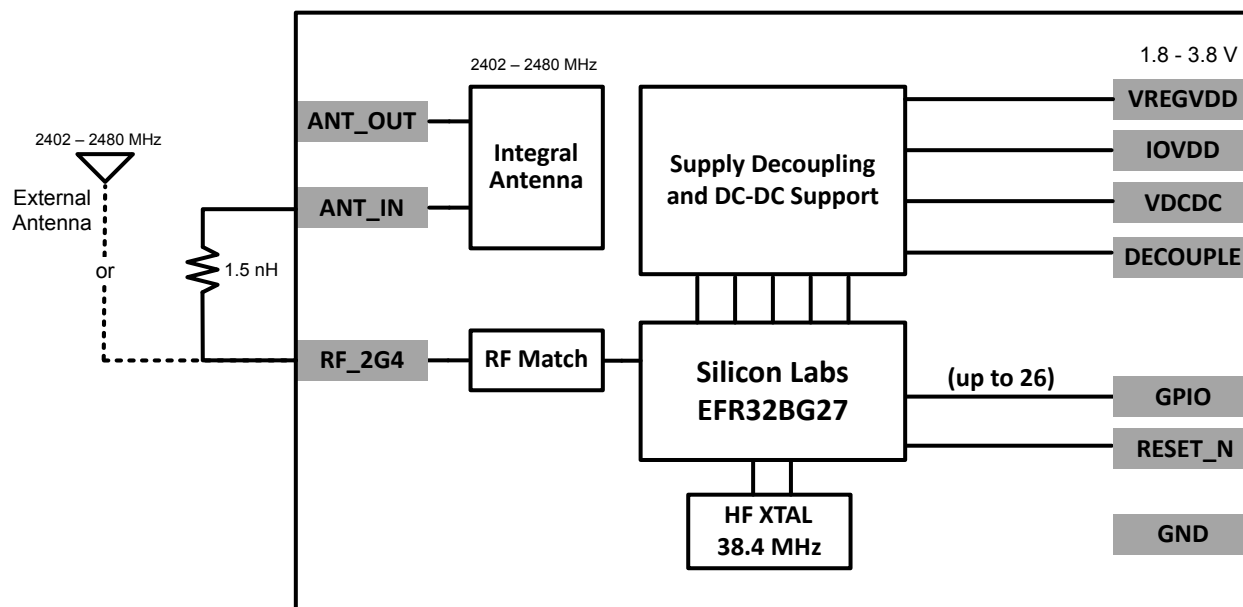 2402 – 2480 MHz
External
Antenna
or
1.5 nH
ANT_OUT
ANT_IN
RF_2G4
2402 – 2480 MHz
Integral
Antenna
RF Match
Supply Decoupling
and DC-DC Support
Silicon Labs
EFR32BG27
HF XTAL
38.4 MHz
1.8 - 3.8 V
VREGVDD
IOVDD
VDCDC
DECOUPLE
(up to 26)
GPIO
RESET_N
GND